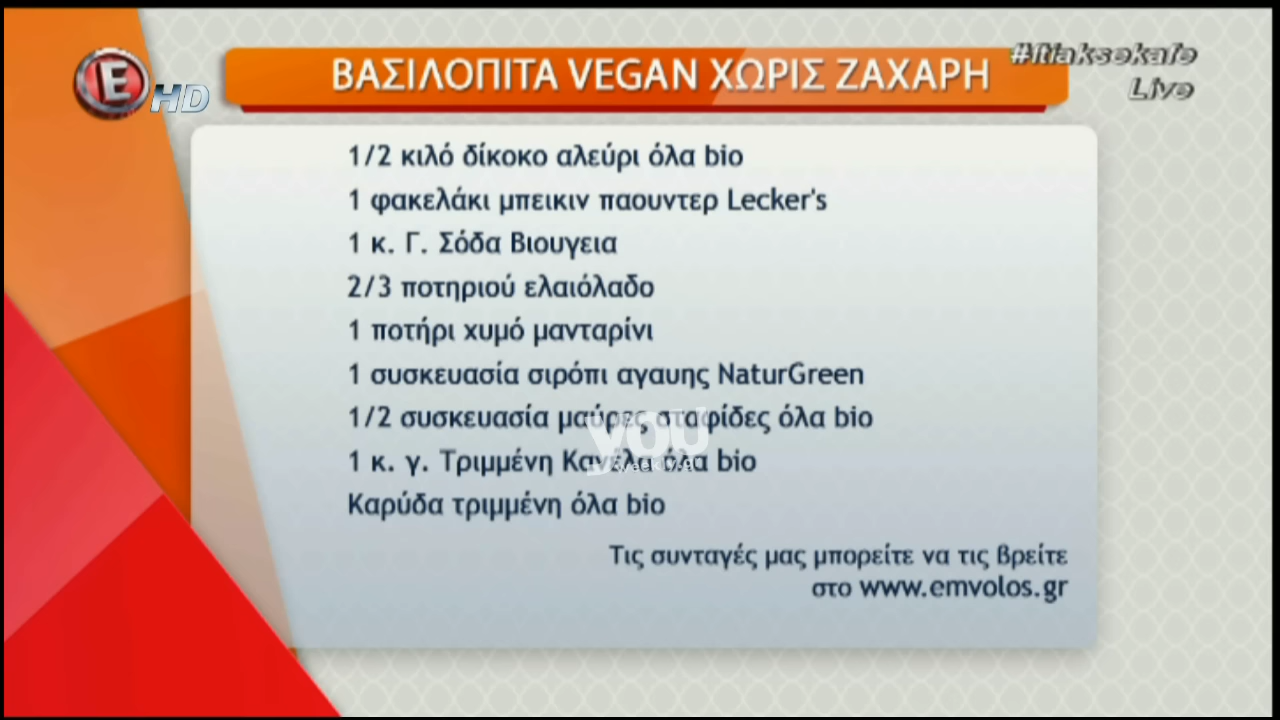 E HD
ΒΑΣΙΛΟΠΙΤΑ VEGAN ΧΩΡΙΣ ΖΑΧΑΡΗ
#ftiaksekafe
Live
1/2 κιλό δίκοκο αλεύρι όλα bio
1 φακελάκι μπεικιν παουντερ Lecker's
1 κ. Γ. Σόδα Βιουγεια
2/3 ποτηριού ελαιόλαδο
1 ποτήρι χυμό μανταρίνι
1 συσκευασία σιρόπι αγαυης NaturGreen
1/2 συσκευασία μαύρες σταφίδες όλα bio
1 κ. γ. Τριμμένη Κανέλα όλα bio
Καρύδα τριμμένη όλα bio
you
Τις συνταγές μας μπορείτε να τις βρείτε
στο www.emvolos.gr